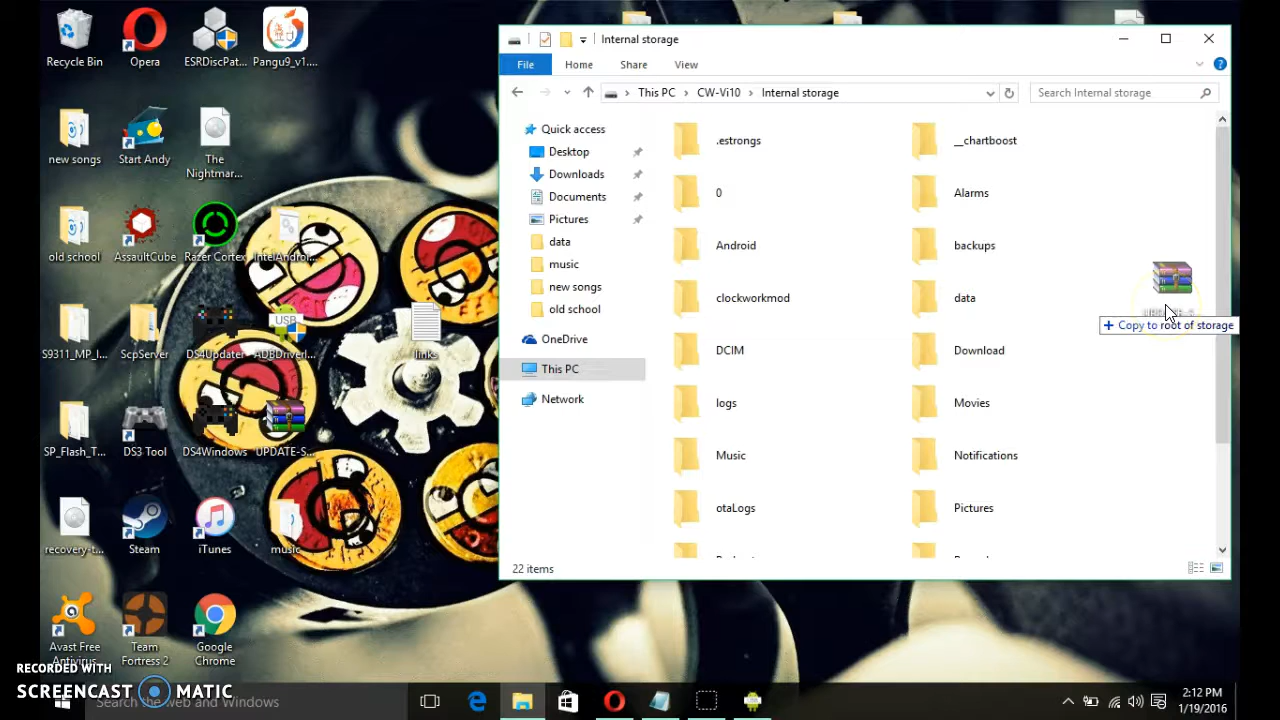 Recycle Bin
Opera
ESRDiscPat...
Pangu9_v1....
new songs
Start Andy
The
Nightmar...
old school
AssaultCube
Razer Cortex
IntelAndroi...
S9311_MP_I...
ScpServer
DS4Updater
USB
ADBDriverI...
links
SP_Flash_T...
DS3 Tool
DS4Windows
UPDATE-S...
recovery-t...
Steam
iTunes
music
Avast Free
Antivirus
Team
Fortress 2
Google
Chrome
Internal storage
File
Home
Share
View
This PC
CW-Vi10
Internal storage
Search Internal storage
Quick access
Desktop
Downloads
Documents
Pictures
data
music
new songs
old school
OneDrive
This PC
Network
.estrongs
__chartboost
0
Alarms
Android
backups
clockworkmod
data
DCIM
Download
logs
Movies
Music
Notifications
otaLogs
Pictures
+ Copy to root of storage
22 items
RECORDED WITH
SCREENCAST MATIC
Search the web and Windows
2:12 PM
1/19/2016